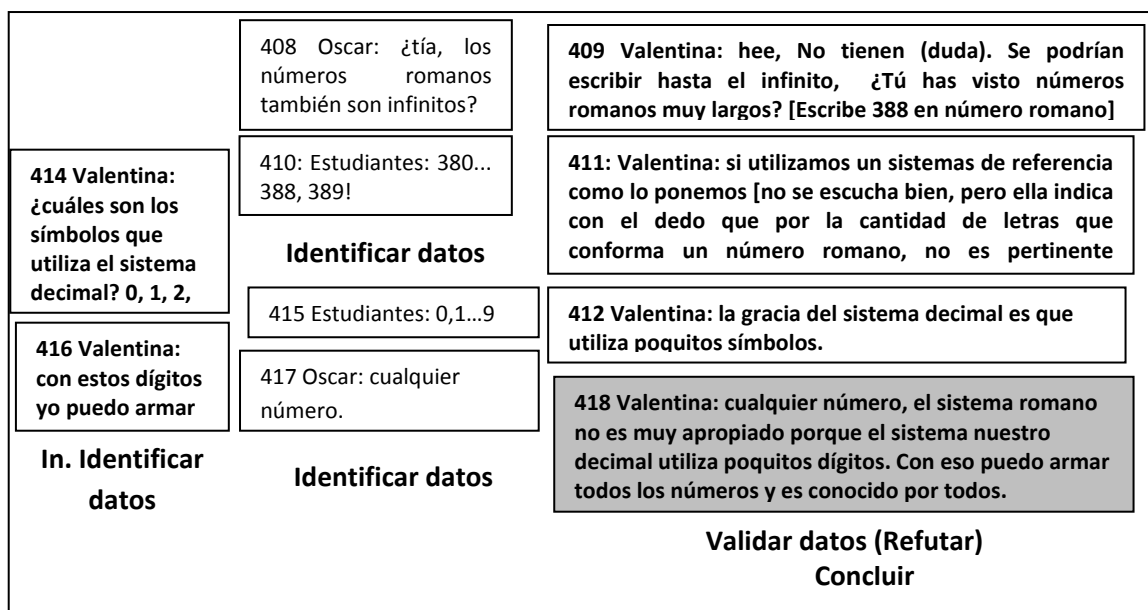 408 Oscar: ¿tía, los
números romanos
también son infinitos?
409 Valentina: hee, No tienen (duda). Se podrían
escribir hasta el infinito, ¿Tú has visto números
romanos muy largos? [Escribe 388 en número romano]
414 Valentina:
¿cuáles son los
símbolos que
utiliza el sistema
decimal? 0, 1, 2,
410: Estudiantes: 380...
388, 389!
Identificar datos
411: Valentina: si utilizamos un sistemas de referencia
como lo ponemos [no se escucha bien, pero ella indica
con el dedo que por la cantidad de letras que
conforma un número romano, no es pertinente
415 Estudiantes: 0,1...9
412 Valentina: la gracia del sistema decimal es que
utiliza poquitos símbolos.
416 Valentina:
con estos dígitos
yo puedo armar
In. Identificar
datos
417 Oscar: cualquier
número.
Identificar datos
418 Valentina: cualquier número, el sistema romano
no es muy apropiado porque el sistema nuestro
decimal utiliza poquitos dígitos. Con eso puedo armar
todos los números y es conocido por todos.
Validar datos (Refutar)
Concluir